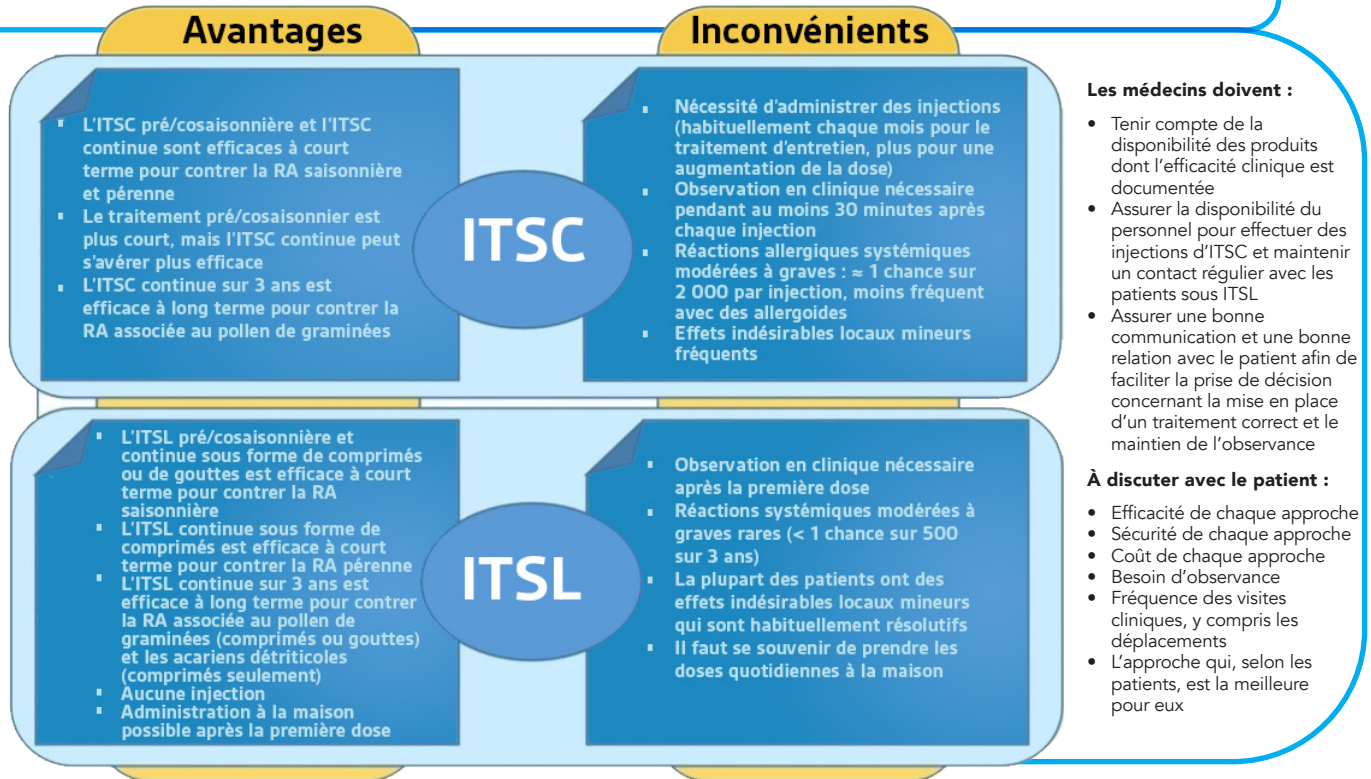 Avantages
Inconvénients
L'ITSC pré/cosaisonnière et l'ITSC
continue sont efficaces à court
terme pour contrer la RA saisonnière
et pérenne
Le traitement pré/cosaisonnier est
plus court, mais l'ITSC continue peut
s'avérer plus efficace
L'ITSC continue sur 3 ans est
efficace à long terme pour contrer la
RA associée au pollen de graminées
ITSC
Nécessité d'administrer des injections
(habituellement chaque mois pour le
traitement d'entretien, plus pour une
augmentation de la dose)
Observation en clinique nécessaire
pendant au moins 30 minutes après
chaque injection
Réactions allergiques systémiques
modérées à graves : ≈ 1 chance sur
2 000 par injection, moins fréquent
avec des allergoides
Effets indésirables locaux mineurs
fréquents
L'ITSL pré/cosaisonnière et
continue sous forme de comprimés
ou de gouttes est efficace à court
terme pour contrer la RA
saisonnière
L'ITSL continue sous forme de
comprimés est efficace à court
terme pour contrer la RA pérenne
L'ITSL continue sur 3 ans est
efficace à long terme pour contrer
la RA associée au pollen de
graminées (comprimés ou gouttes)
et les acariens détriticoles
(comprimés seulement)
Aucune injection
Administration à la maison
possible après la première dose
ITSL
Observation en clinique nécessaire
après la première dose
Réactions systémiques modérées à
graves rares (< 1 chance sur 500
sur 3 ans)
La plupart des patients ont des
effets indésirables locaux mineurs
qui sont habituellement résolutifs
Il faut se souvenir de prendre les
doses quotidiennes à la maison
Les médecins doivent :
• Tenir compte de la
disponibilité des produits
dont l'efficacité clinique est
documentée
• Assurer la disponibilité du
personnel pour effectuer des
injections d'ITSC et maintenir
un contact régulier avec les
patients sous ITSL
• Assurer une bonne
communication et une bonne
relation avec le patient afin de
faciliter la prise de décision
concernant la mise en place
d'un traitement correct et le
maintien de l'observance
À discuter avec le patient :
• Efficacité de chaque approche
• Sécurité de chaque approche
• Coût de chaque approche
• Besoin d'observance
• Fréquence des visites
cliniques, y compris les
déplacements
• L'approche qui, selon les
patients, est la meilleure
pour eux